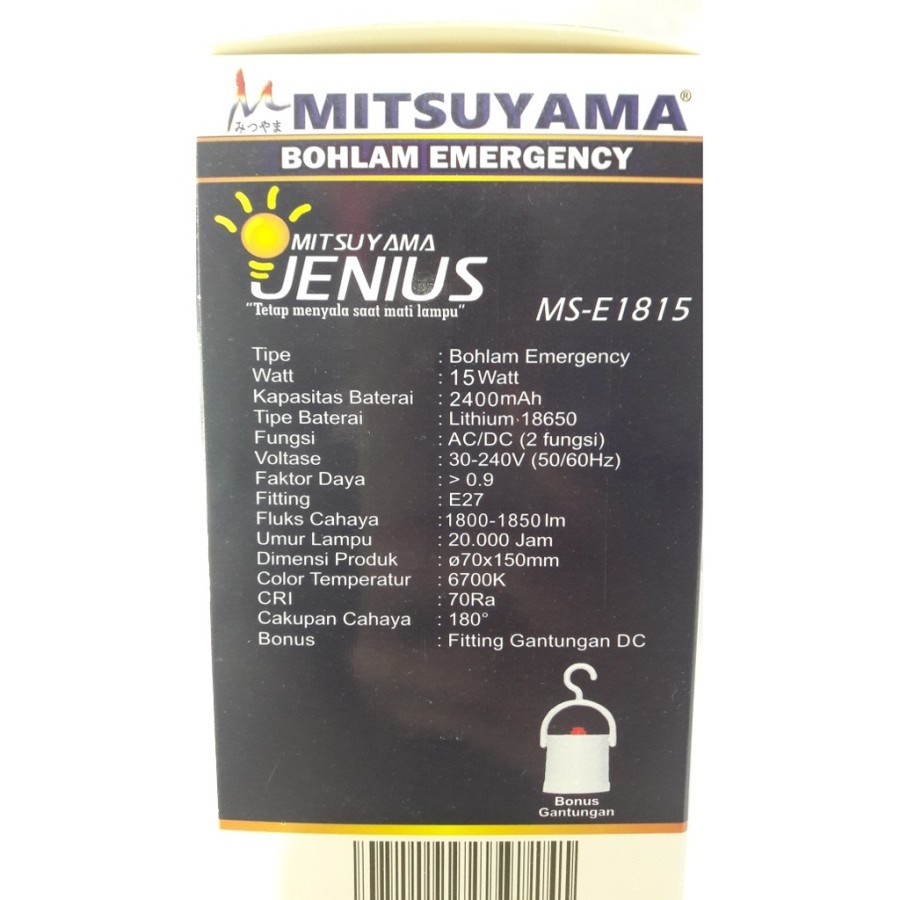 みつやま
MITSUYAMA®
BOHLAM EMERGENCY
MITSUYAMA
JENIUS
"Tetap menyala saat mati lampu"
MS-E1815
Tipe : Bohlam Emergency
Watt : 15 Watt
Kapasitas Baterai : 2400mAh
Tipe Baterai : Lithium 18650
Fungsi : AC/DC (2 fungsi)
Voltase : 30-240V (50/60Hz)
Faktor Daya : > 0.9
Fitting : E27
Fluks Cahaya : 1800-1850 lm
Umur Lampu : 20.000 Jam
Dimensi Produk : ø70x150mm
Color Temperatur : 6700K
CRI : 70Ra
Cakupan Cahaya : 180°
Bonus : Fitting Gantungan DC
Bonus
Gantungan